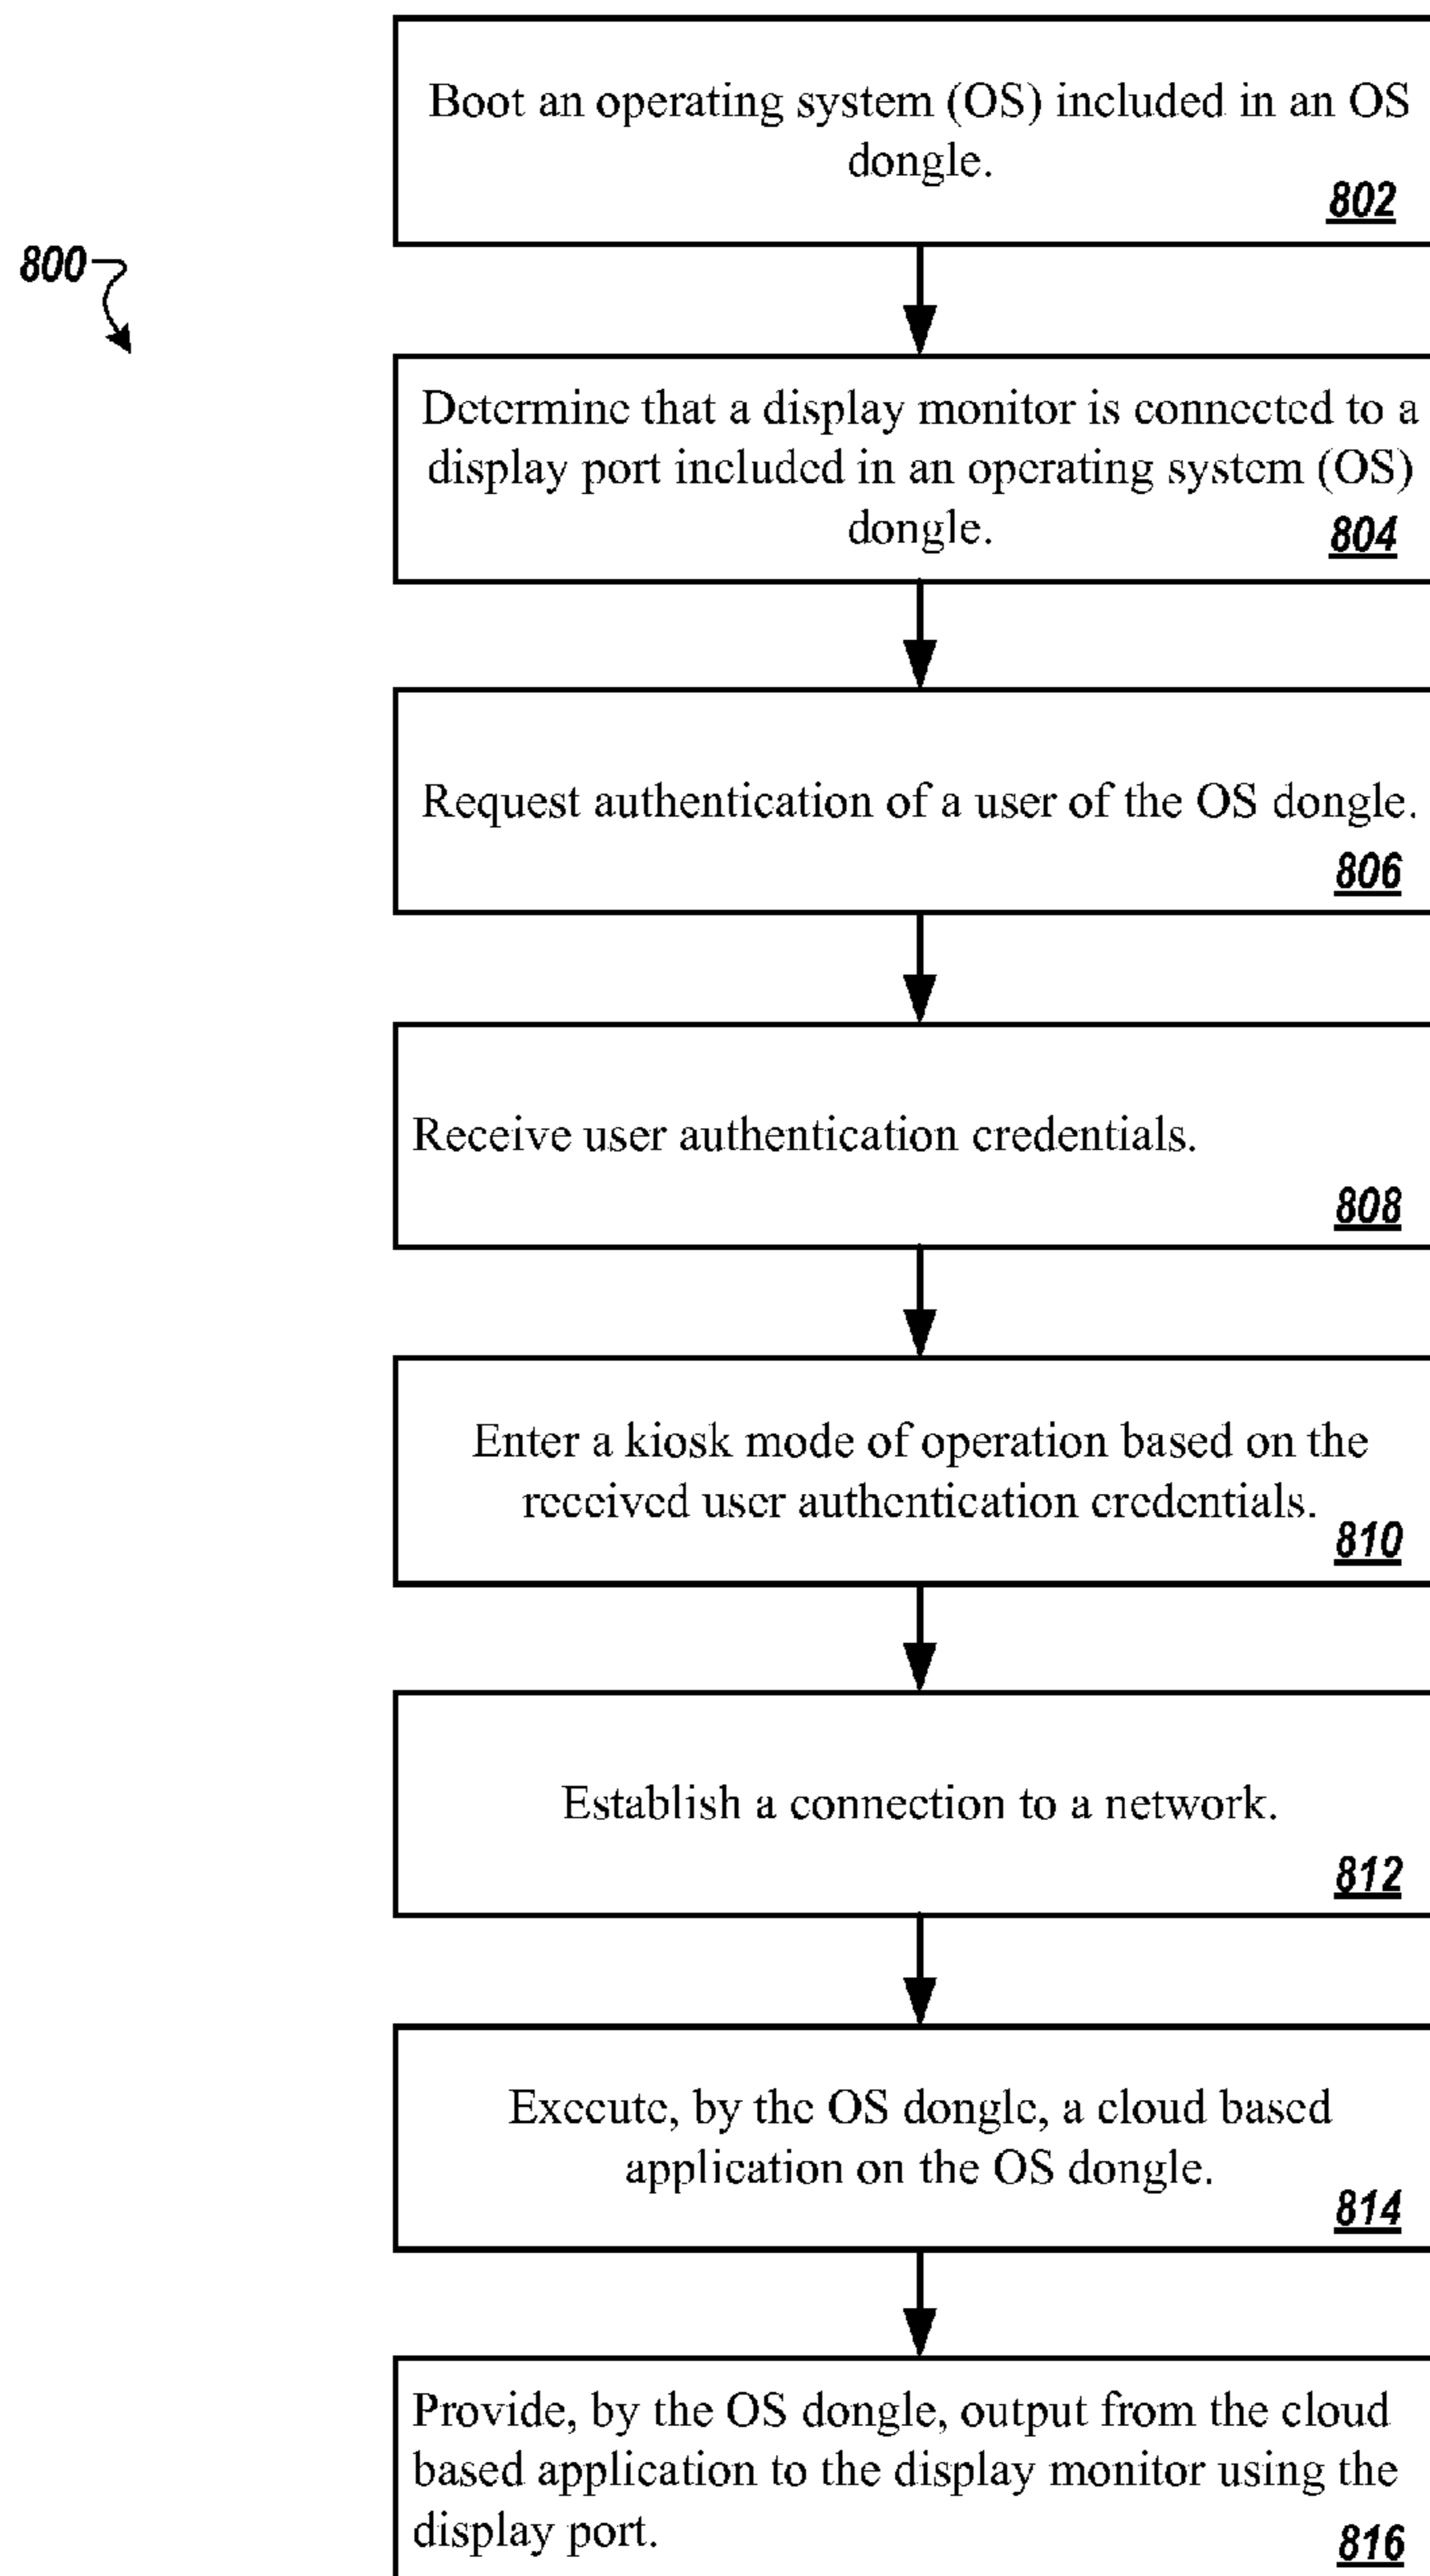 Boot an operating system (OS) included in an OS
dongle.
802
800
Determine that a display monitor is connected to a
display port included in an operating system (OS)
dongle.
804
Request authentication of a user of the OS dongle.
806
Receive user authentication credentials.
808
Enter a kiosk mode of operation based on the
received user authentication credentials.
810
Establish a connection to a network.
812
Execute, by the OS dongle, a cloud based
application on the OS dongle.
814
Provide, by the OS dongle, output from the cloud
based application to the display monitor using the
display port.
816